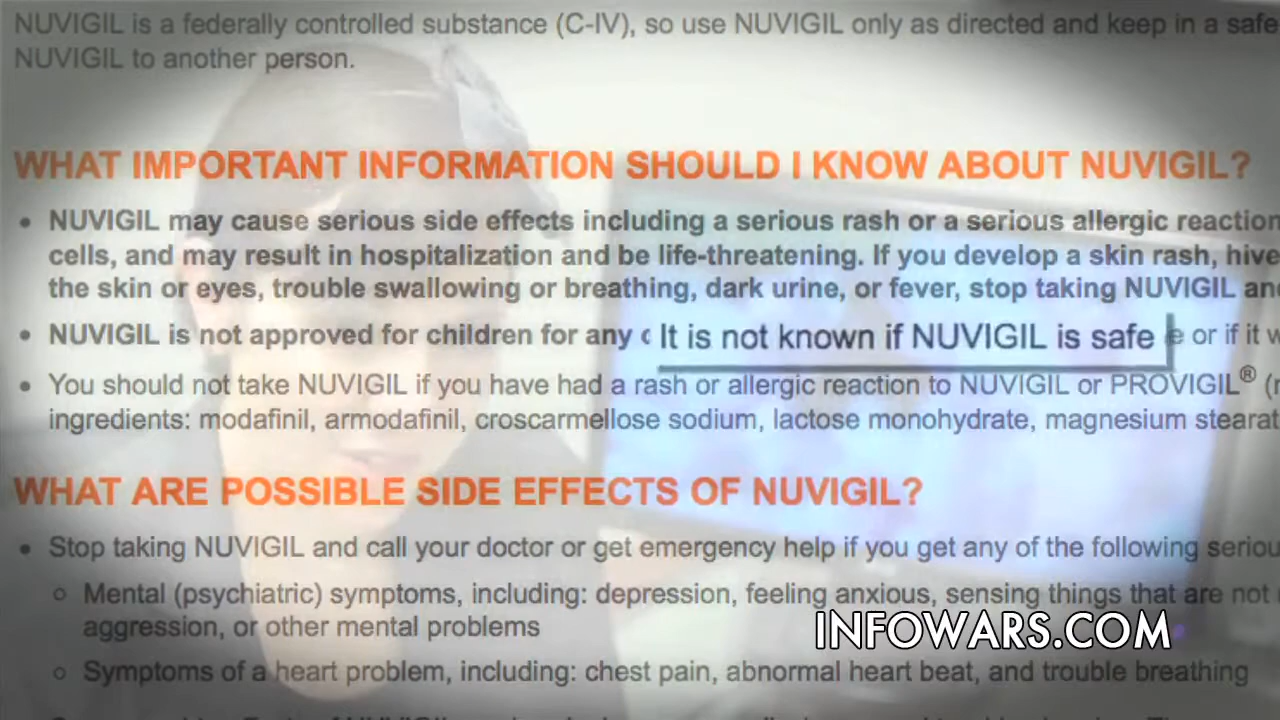 NUVIGIL is a federally controlled substance (C-IV), so use NUVIGIL only as directed and keep in a safe
NUVIGIL to another person.
WHAT IMPORTANT INFORMATION SHOULD I KNOW ABOUT NUVIGIL?
• NUVIGIL may cause serious side effects including a serious rash or a serious allergic reaction
cells, and may result in hospitalization and be life-threatening. If you develop a skin rash, hive
the skin or eyes, trouble swallowing or breathing, dark urine, or fever, stop taking NUVIGIL an
• NUVIGIL is not approved for children for any It is not known if NUVIGIL is safe or if it w
• You should not take NUVIGIL if you have had a rash or allergic reaction to NUVIGIL or PROVIGIL® (
ingredients: modafinil, armodafinil, croscarmellose sodium, lactose monohydrate, magnesium stearat
WHAT ARE POSSIBLE SIDE EFFECTS OF NUVIGIL?
• Stop taking NUVIGIL and call your doctor or get emergency help if you get any of the following seriou
○ Mental (psychiatric) symptoms, including: depression, feeling anxious, sensing things that are not
aggression, or other mental problems
INFOWARS.COM
○ Symptoms of a heart problem, including: chest pain, abnormal heart beat, and trouble breathing